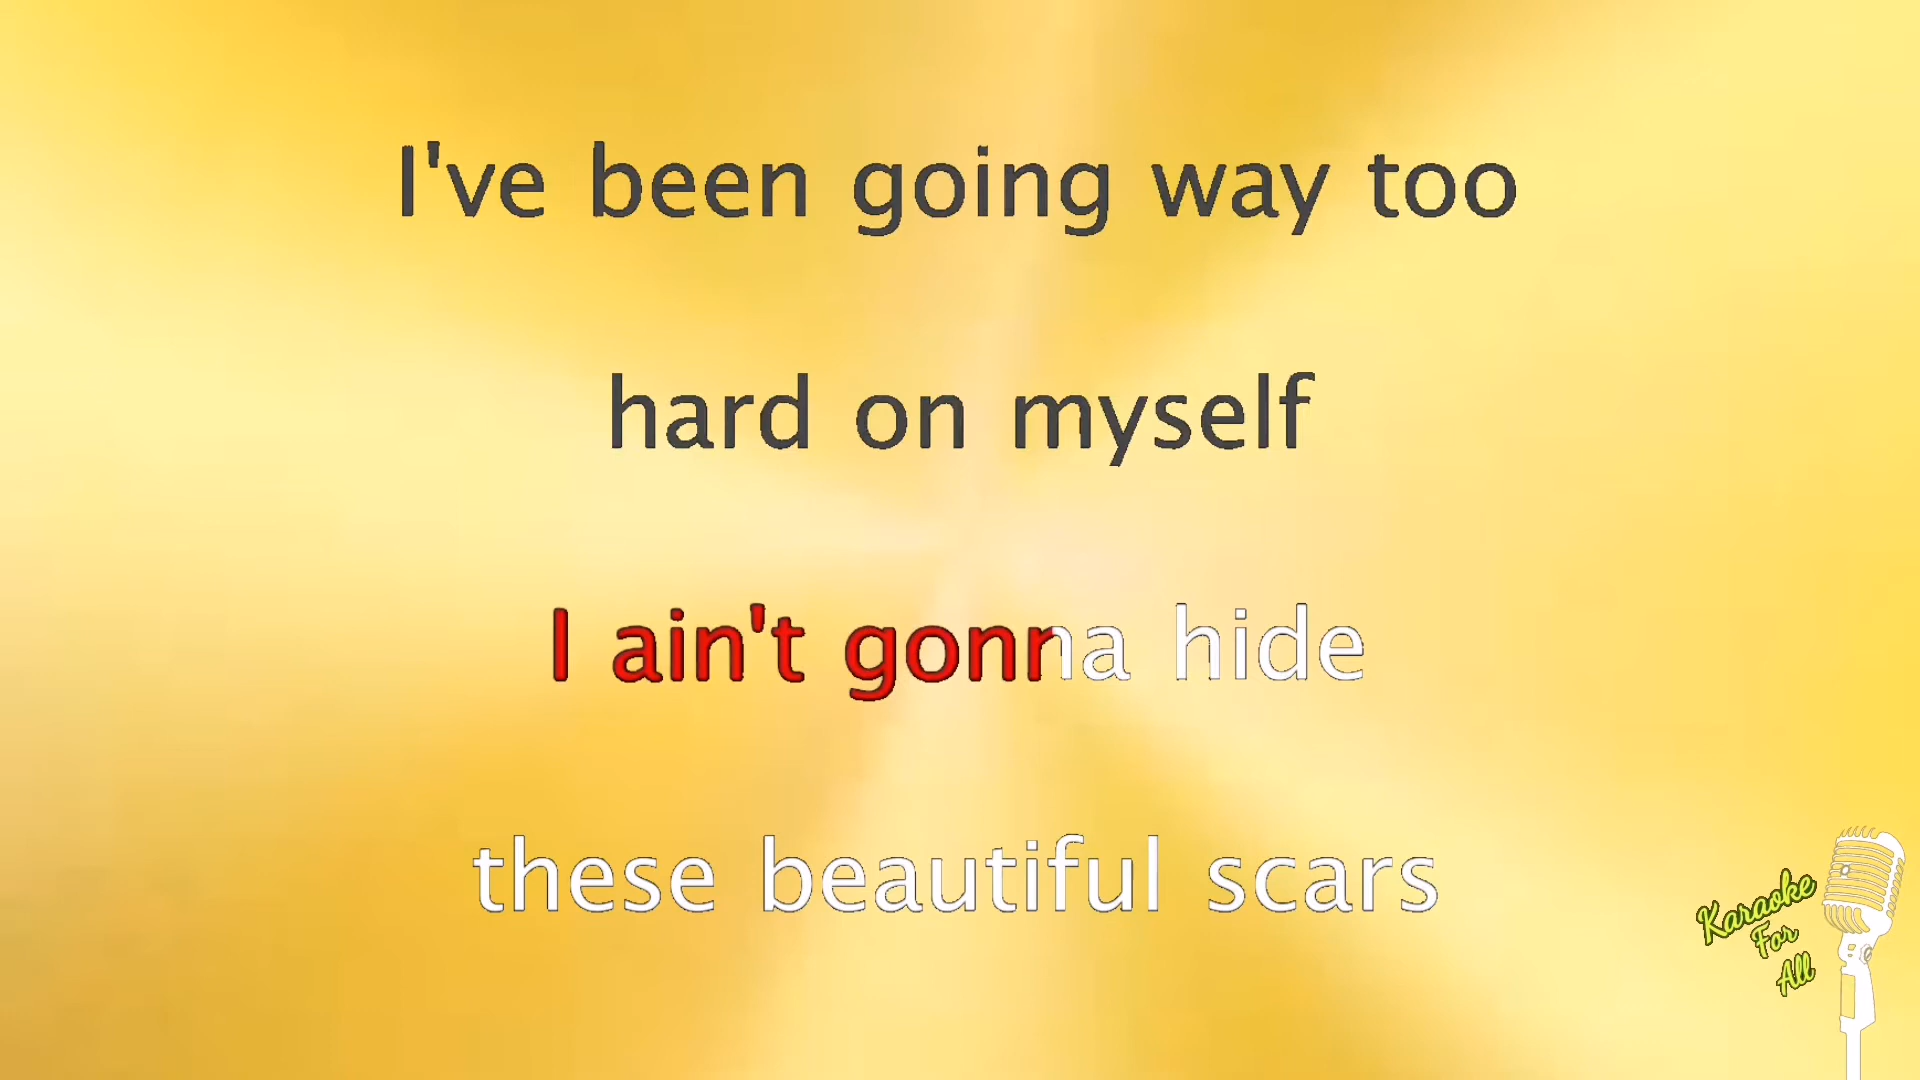 I've been going way too
hard on myself
I ain't gonna hide
these beautiful scars
Karaoke
For
All